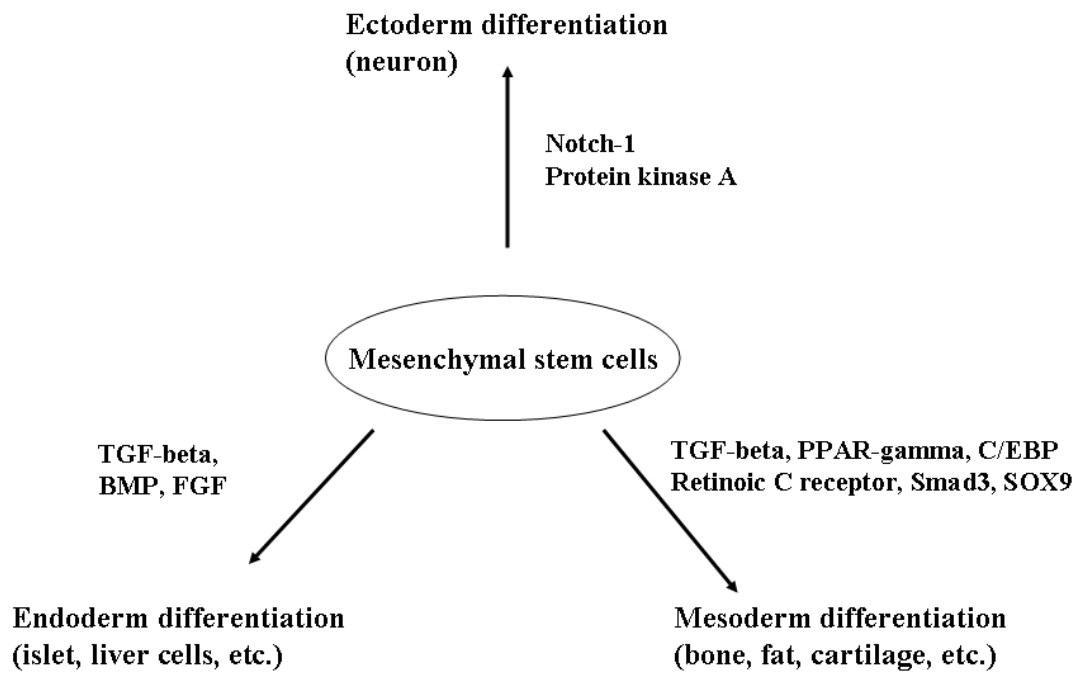 Ectoderm differentiation
(neuron)
Notch-1
Protein kinase A
Mesenchymal stem cells
TGF-beta,
BMP, FGF
TGF-beta, PPAR-gamma, C/EBP
Retinoic C receptor, Smad3, SOX9
Endoderm differentiation
(islet, liver cells, etc.)
Mesoderm differentiation
(bone, fat, cartilage, etc.)